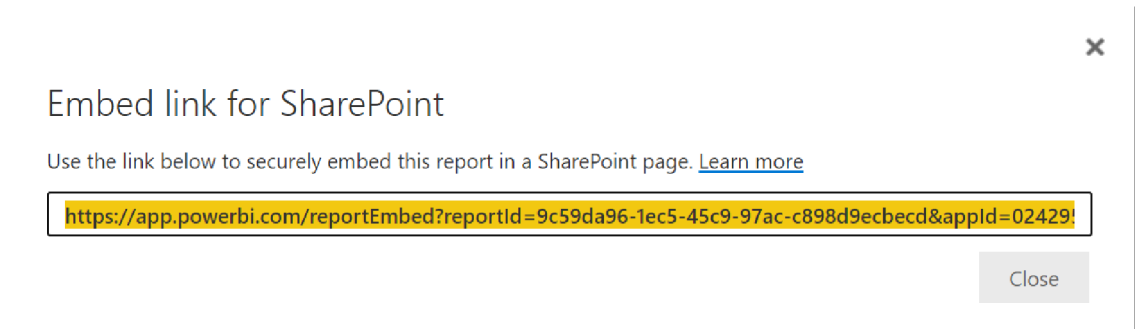 Embed link for SharePoint
Use the link below to securely embed this report in a SharePoint page. Learn more
https://app.powerbi.com/reportEmbed?reportId=9c59da96-1ec5-45c9-97ac-c898d9ecbecd&appId=024295
Close